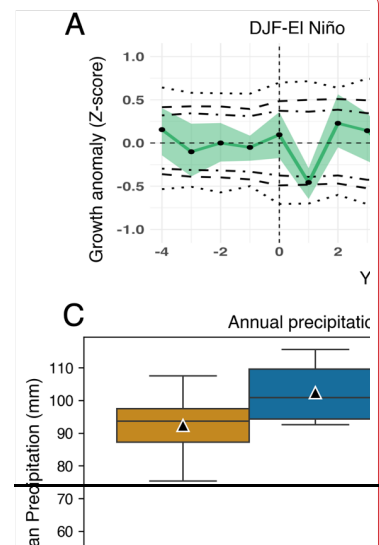 A
DJF-El Niño
1.0
0.5
0.0
-0.5
-1.0
Growth anomaly (Z-score)
-4
-2
0
2
Y
C
Annual precipitatio
110
100
90
80
70
60
an Precipitation (mm)